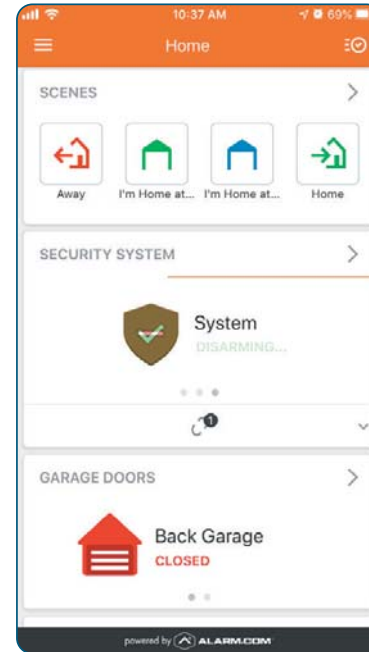 10:37 AM 69%
Home
SCENES
Away I'm Home at... I'm Home at... Home
SECURITY SYSTEM
System
DISARMING...
1
GARAGE DOORS
Back Garage
CLOSED
powered by ALARM.COM